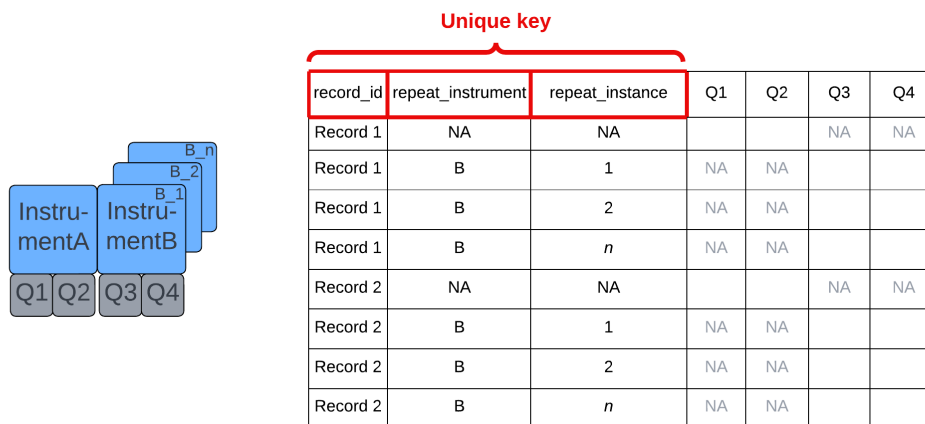 Unique key
record_id repeat_instrument repeat_instance Q1 Q2 Q3 Q4
Record 1 NA NA NA NA
Record 1 B 1 NA NA
Record 1 B 2 NA NA
Record 1 B n NA NA
Record 2 NA NA NA NA
Record 2 B 1 NA NA
Record 2 B 2 NA NA
Record 2 B n NA NA
B_n
B_2
B_1
Instru-
mentA
Instru-
mentB
Q1 Q2 Q3 Q4